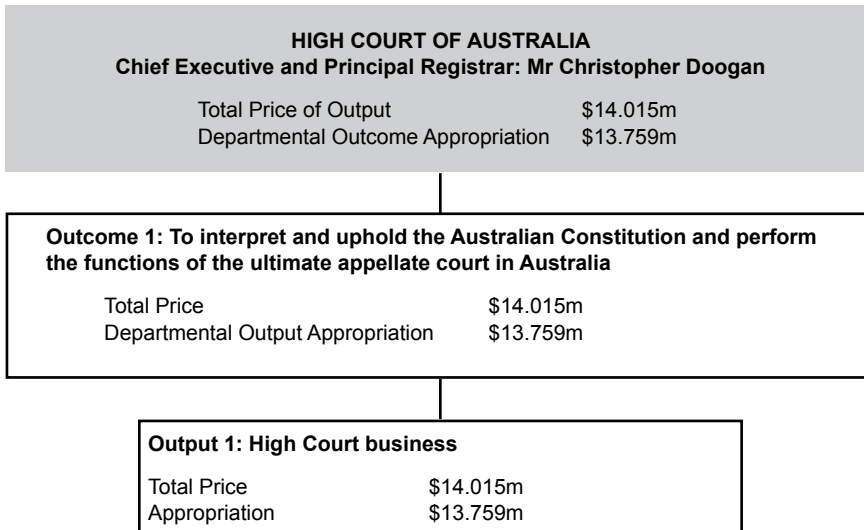 HIGH COURT OF AUSTRALIA
Chief Executive and Principal Registrar: Mr Christopher Doogan
Total Price of Output $14.015m
Departmental Outcome Appropriation $13.759m
Outcome 1: To interpret and uphold the Australian Constitution and perform
the functions of the ultimate appellate court in Australia
Total Price $14.015m
Departmental Output Appropriation $13.759m
Output 1: High Court business
Total Price $14.015m
Appropriation $13.759m